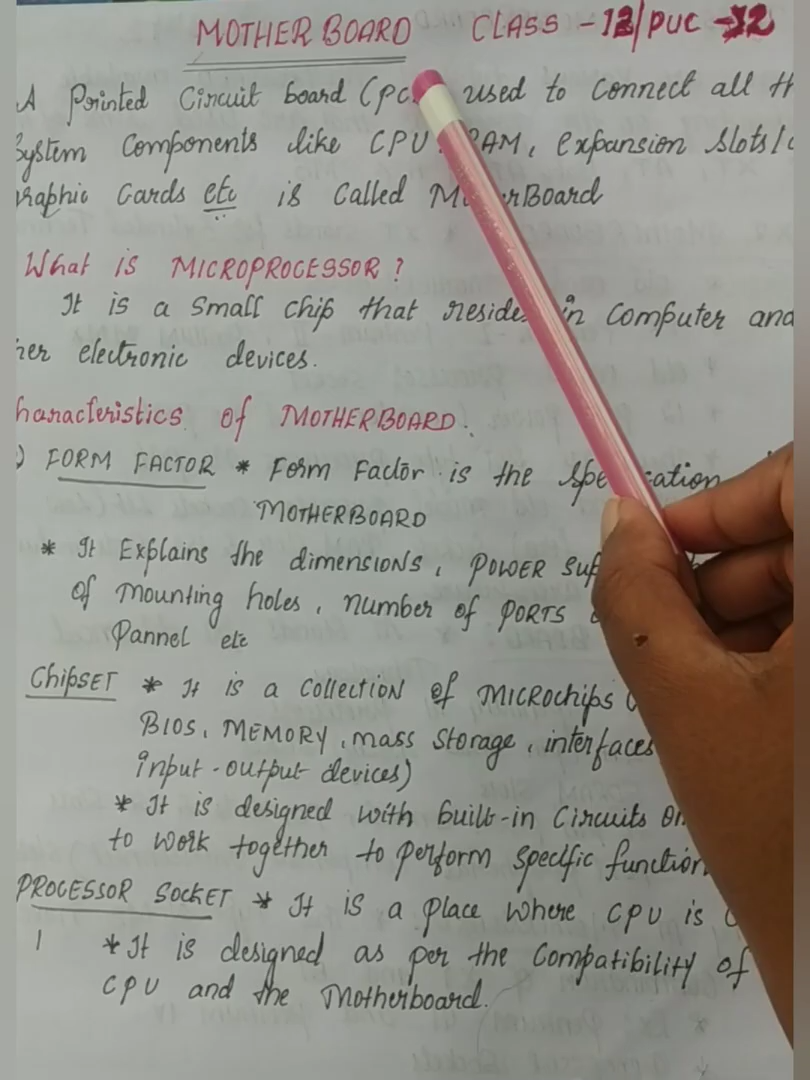 MOTHER BOARD CLASS - 12/PUC - 12
A Printed Circuit board (PC used to connect all th
System Components like CPU, RAM, Expansion slots/
Graphic Cards etc is Called MotherBoard
What is MICROPROCESSOR?
It is a small chip that resides in computer and
her electronic devices.
haracteristics of MOTHERBOARD.
) FORM FACTOR * Form Factor is the
MOTHERBOARD
* It Explains the dimensions, POWER sup
of mounting holes, number of PORTS
Pannel etc
ChipSET * It is a collection of MICROchips
BIOS, MEMORY, mass storage, interfaces
input-output devices)
* It is designed with built-in Circuits on
to work together to perform specific function
PROCESSOR SOCKET * It is a place where CPU is
1 * It is designed as per the Compatibility of
CPU and the Motherboard.